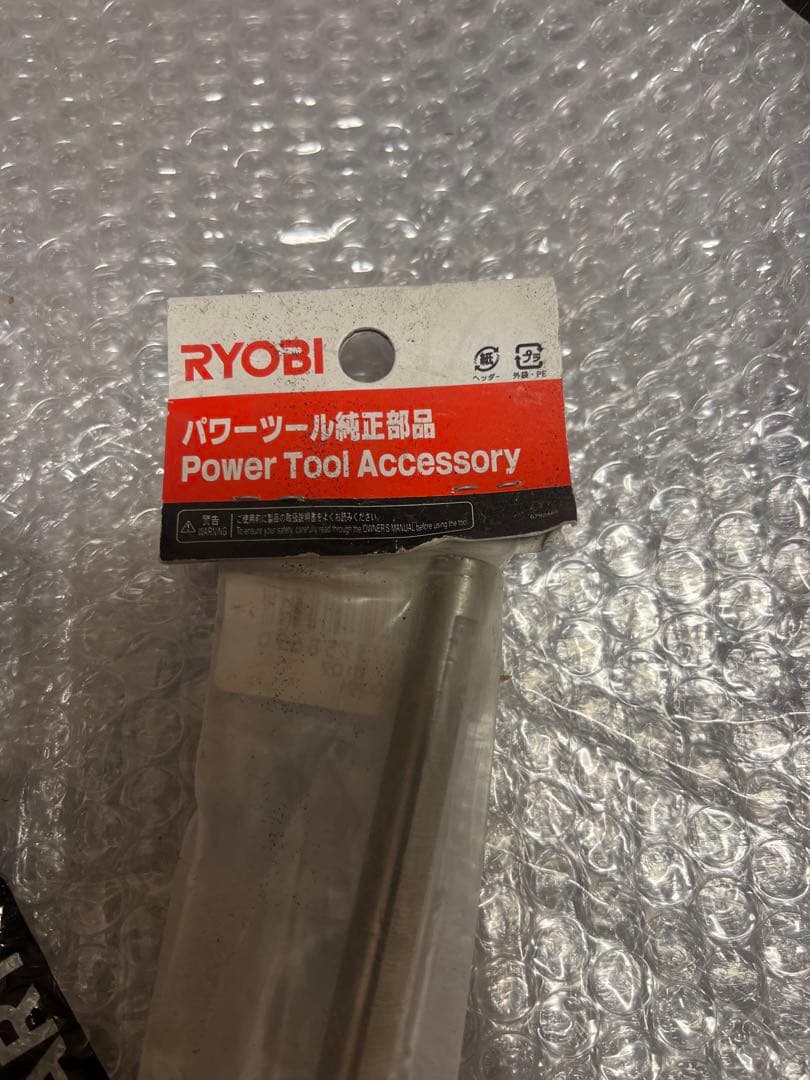 RYOBI
紙
ヘッダー
プラ
外袋・PE
パワーツール純正部品
Power Tool Accessory
警告
WARNING
ご使用前に製品の取扱説明書をよくお読みください。
To ensure your safety, carefully read through the OWNER'S MANUAL before using the tool.